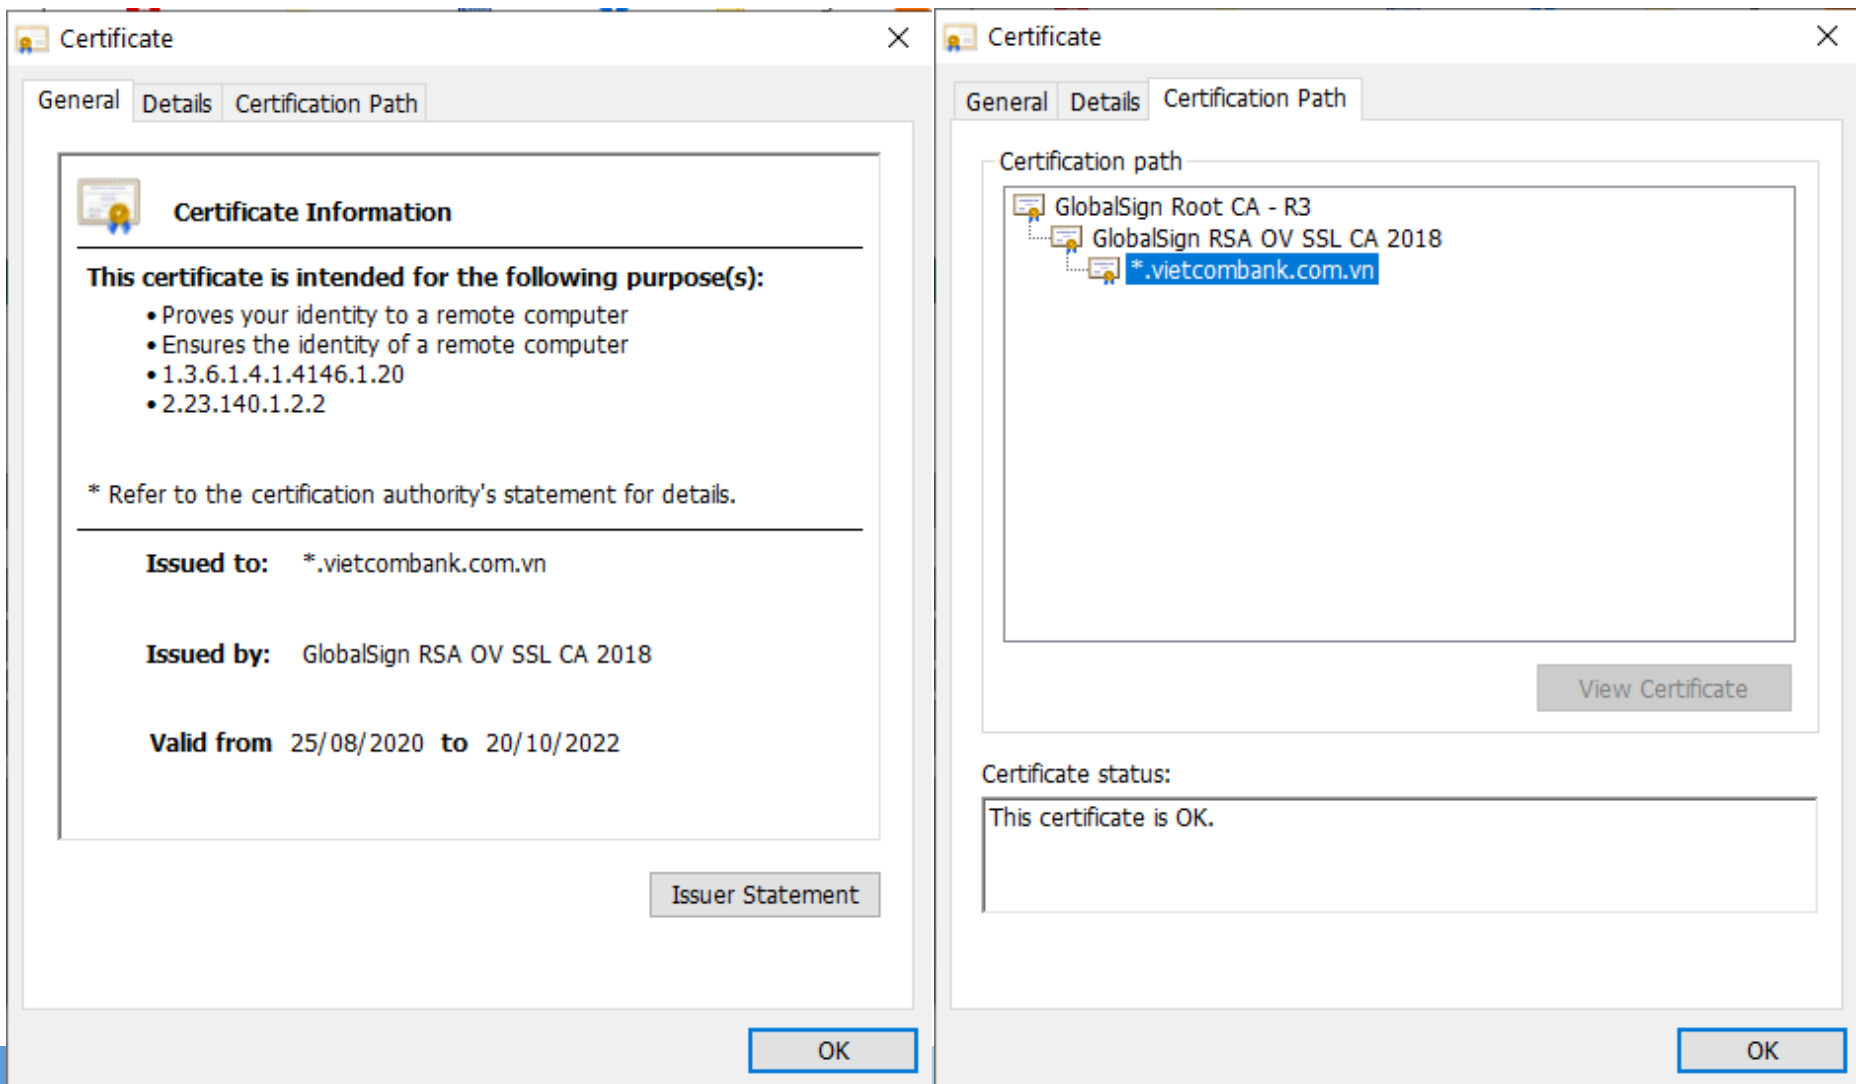 Certificate
General Details Certification Path
Certificate Information
This certificate is intended for the following purpose(s):
• Proves your identity to a remote computer
• Ensures the identity of a remote computer
• 1.3.6.1.4.1.4146.1.20
• 2.23.140.1.2.2
* Refer to the certification authority's statement for details.
Issued to: *.vietcombank.com.vn
Issued by: GlobalSign RSA OV SSL CA 2018
Valid from 25/08/2020 to 20/10/2022
Issuer Statement
OK
Certificate
General Details Certification Path
Certification path
GlobalSign Root CA - R3
GlobalSign RSA OV SSL CA 2018
*.vietcombank.com.vn
View Certificate
Certificate status:
This certificate is OK.
OK